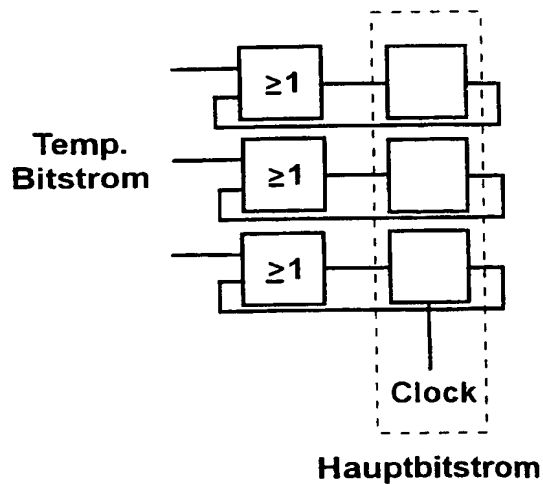 ≥1
Temp.
Bitstrom
≥1
≥1
Clock
Hauptbitstrom